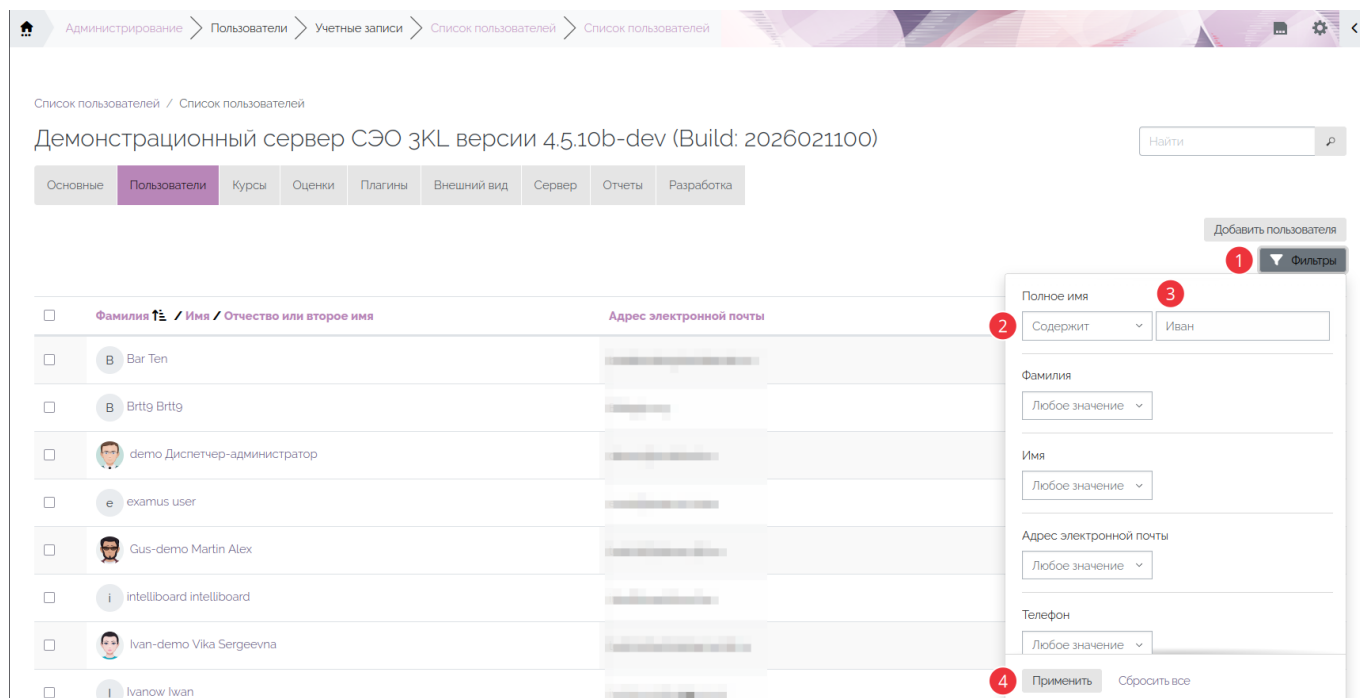 Администрирование Пользователи Учетные записи Список пользователей Список пользователей
Список пользователей / Список пользователей
Демонстрационный сервер СЭО 3KL версии 4.5.10b-dev (Build: 2026021100)
Найти
Основные Пользователи Курсы Оценки Плагины Внешний вид Сервер Отчеты Разработка
Добавить пользователя
1 Фильтры
Полное имя 3
2 Содержит Иван
Фамилия / Имя / Отчество или второе имя Адрес электронной почты
B Bar Ten
Фамилия
B Brtt9 Brtt9
Любое значение
demo Диспетчер-администратор
Имя
Любое значение
e examus user
Адрес электронной почты
Gus-demo Martin Alex
Любое значение
i intelliboard intelliboard
Телефон
Ivan-demo Vika Sergeevna
Любое значение
4 Применить Сбросить все
I Ivanow Iwan